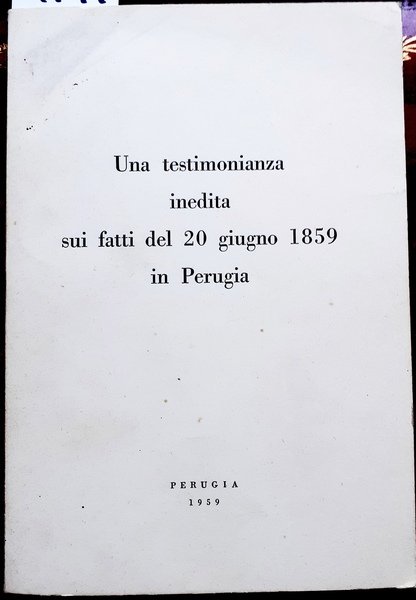 Una testimonianza
inedita
sui fatti del 20 giugno 1859
in Perugia
PERUGIA
1959